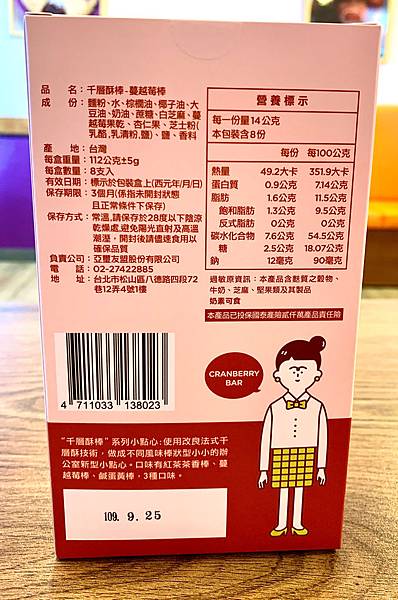 品　　名：千層酥棒-蔓越莓棒
成　　份：麵粉、水、棕櫚油、椰子油、大
豆油、奶油、蔗糖、白芝麻、蔓
越莓果乾、杏仁果、芝士粉(
乳酪,乳清粉,鹽)、鹽、香料
產　　地：台灣
每盒重量：112公克±5g
每盒數量：8支入
有效日期：標示於包裝盒上(西元年/月/日)
保存期限：3個月(係指未開封狀態
且正常條件下保存)
保存方式：常溫,請保存於28度以下陰涼
乾燥處,避免陽光直射及高溫
潮溼，開封後請儘速食用以
確保品質
負責公司：亞璽友盟股份有限公司
電　　話：02-27422885
地　　址：台北市松山區八德路四段72
巷12弄4號1樓
營養標示
每一份量14公克
本包裝含8份
每份 每100公克
熱量 49.2大卡 351.9大卡
蛋白質 0.9公克 7.14公克
脂肪 1.6公克 11.5公克
飽和脂肪 1.3公克 9.5公克
反式脂肪 0公克 0公克
碳水化合物 7.6公克 54.5公克
糖 2.5公克 18.07公克
鈉 12毫克 90毫克
過敏原資訊：本產品含麩質之穀物、
牛奶、芝麻、堅果類及其製品
奶素可食
本產品已投保國泰產險貳仟萬產品責任險
4 711033 138023
CRANBERRY
BAR
“千層酥棒”系列小點心:使用改良法式千
層酥技術，做成不同風味棒狀型小小的辦
公室新型小點心。口味有紅茶茶香棒、蔓
越莓棒、鹹蛋黃棒，3種口味。
109. 9. 25